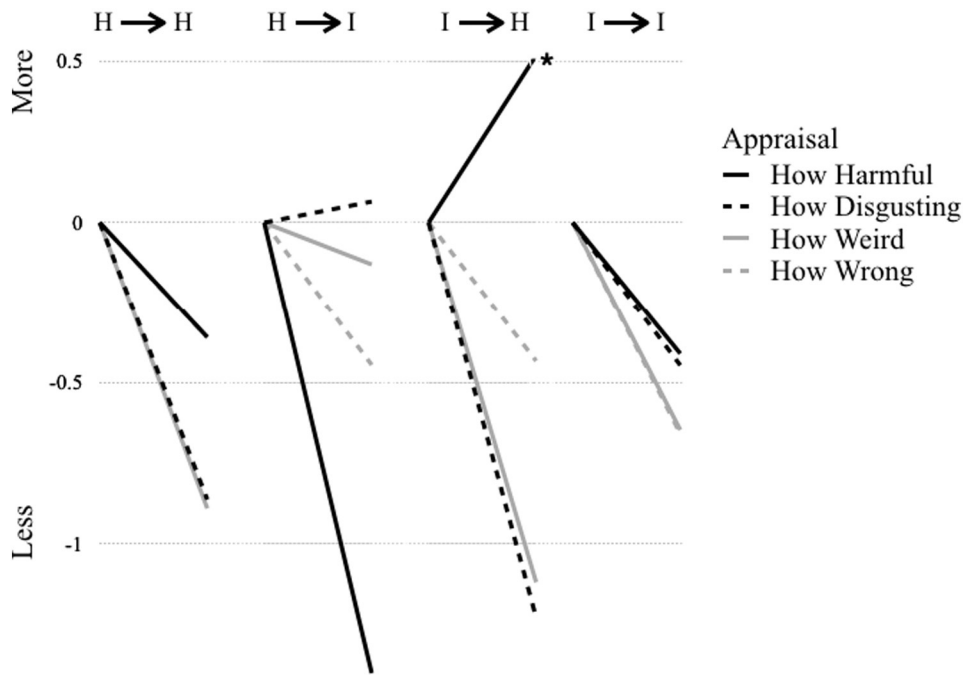 H → H
H → I
I → H
I → I
More
0.5
*
0
-0.5
-1
Less
Appraisal
How Harmful
How Disgusting
How Weird
How Wrong